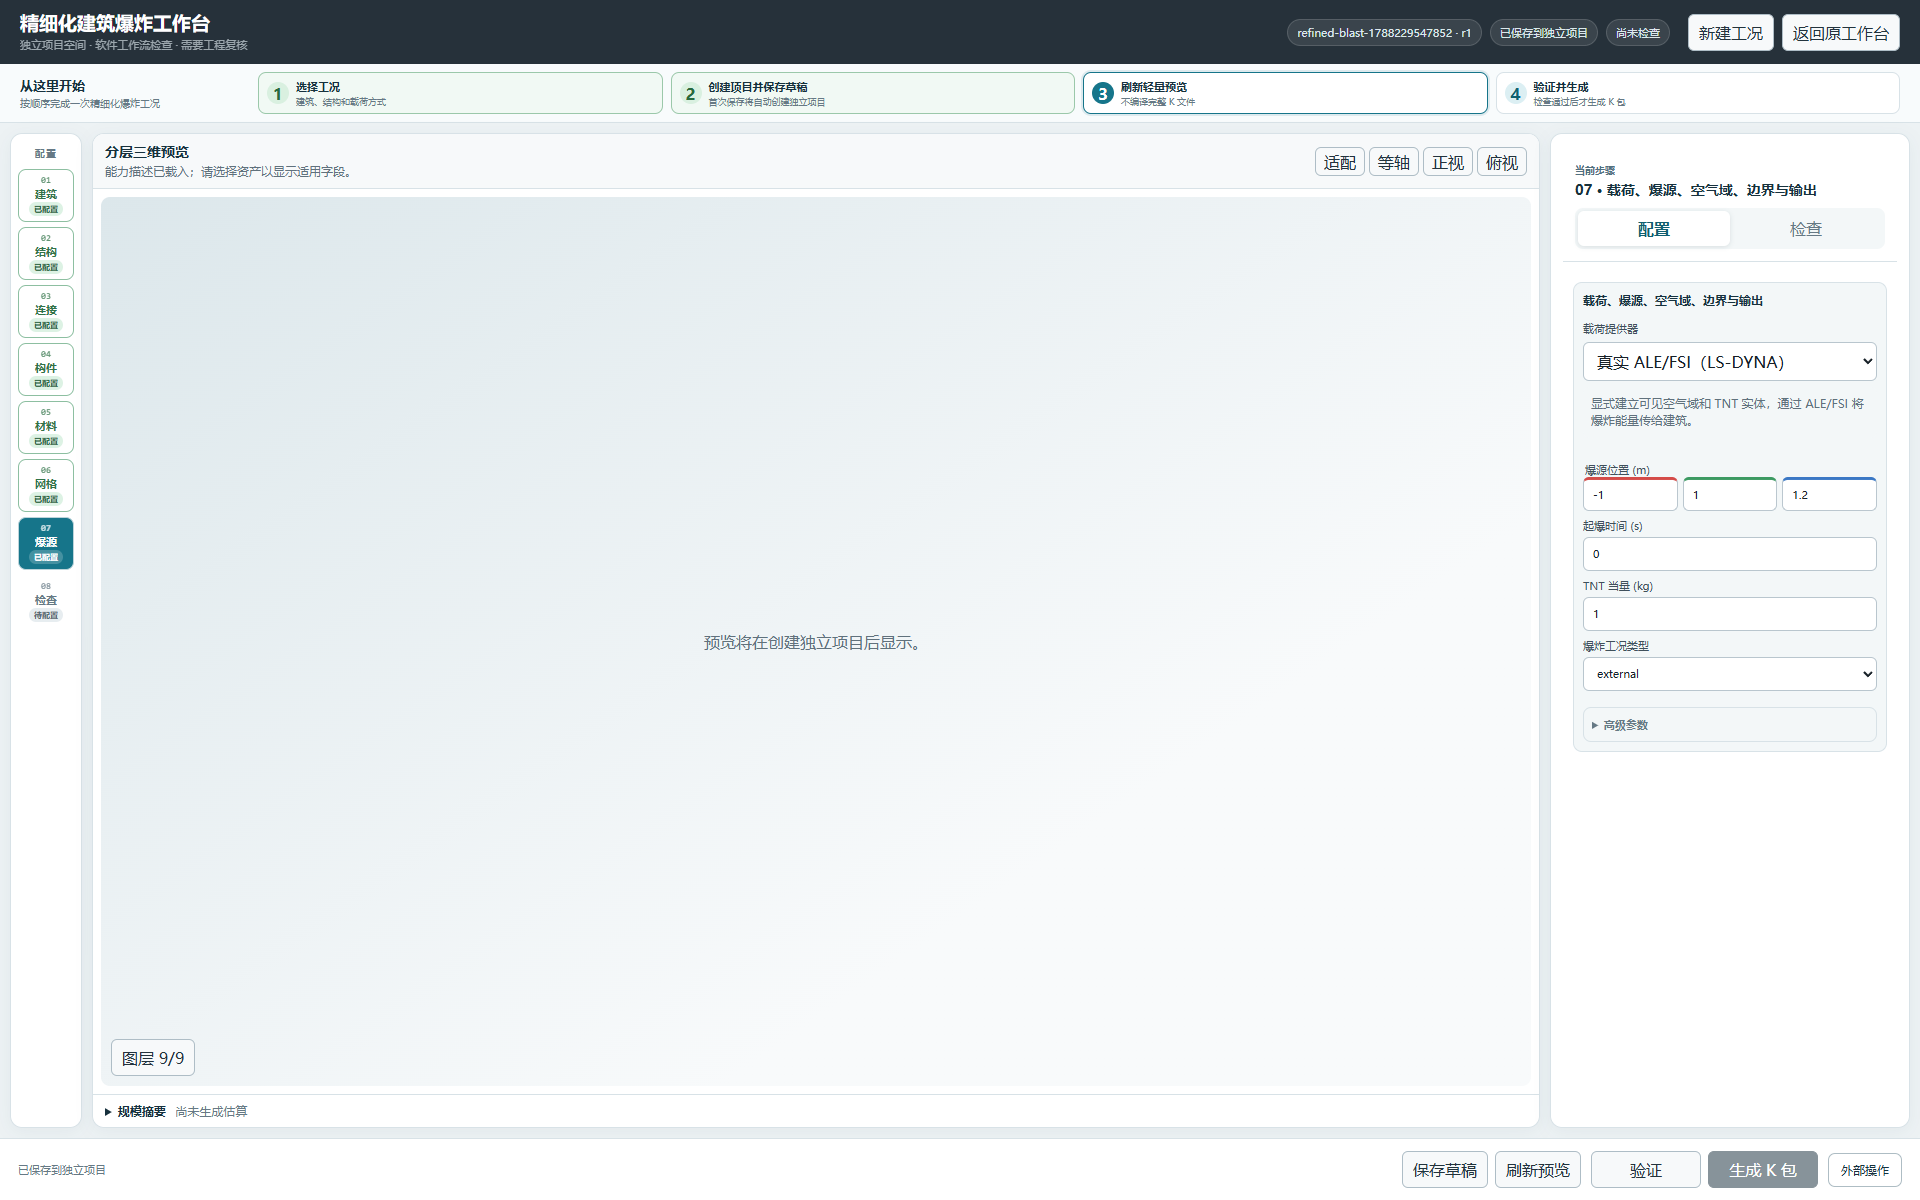 精细化建筑爆炸工作台
独立项目空间 · 软件工作流检查 · 需要工程复核
refined-blast-1788229547852 · r1
已保存到独立项目
尚未检查
新建工况
返回原工作台
从这里开始
按顺序完成一次精细化爆炸工况
1
选择工况
建筑、结构和载荷方式
2
创建项目并保存草稿
首次保存将自动创建独立项目
3
刷新轻量预览
不编译完整 K 文件
4
验证并生成
检查通过后才生成 K 包
配置
01
建筑
已配置
02
结构
已配置
03
连接
已配置
04
构件
已配置
05
材料
已配置
06
网格
已配置
07
爆源
已配置
08
检查
待配置
分层三维预览
能力描述已载入；请选择资产以显示适用字段。
适配
等轴
正视
俯视
预览将在创建独立项目后显示。
图层 9/9
▶ 规模摘要 尚未生成估算
当前步骤
07 • 载荷、爆源、空气域、边界与输出
配置
检查
载荷、爆源、空气域、边界与输出
载荷提供器
真实 ALE/FSI（LS-DYNA）
显式建立可见空气域和 TNT 实体，通过 ALE/FSI 将
爆炸能量传给建筑。
爆源位置 (m)
-1
1
1.2
起爆时间 (s)
0
TNT 当量 (kg)
1
爆炸工况类型
external
▶ 高级参数
已保存到独立项目
保存草稿
刷新预览
验证
生成 K 包
外部操作